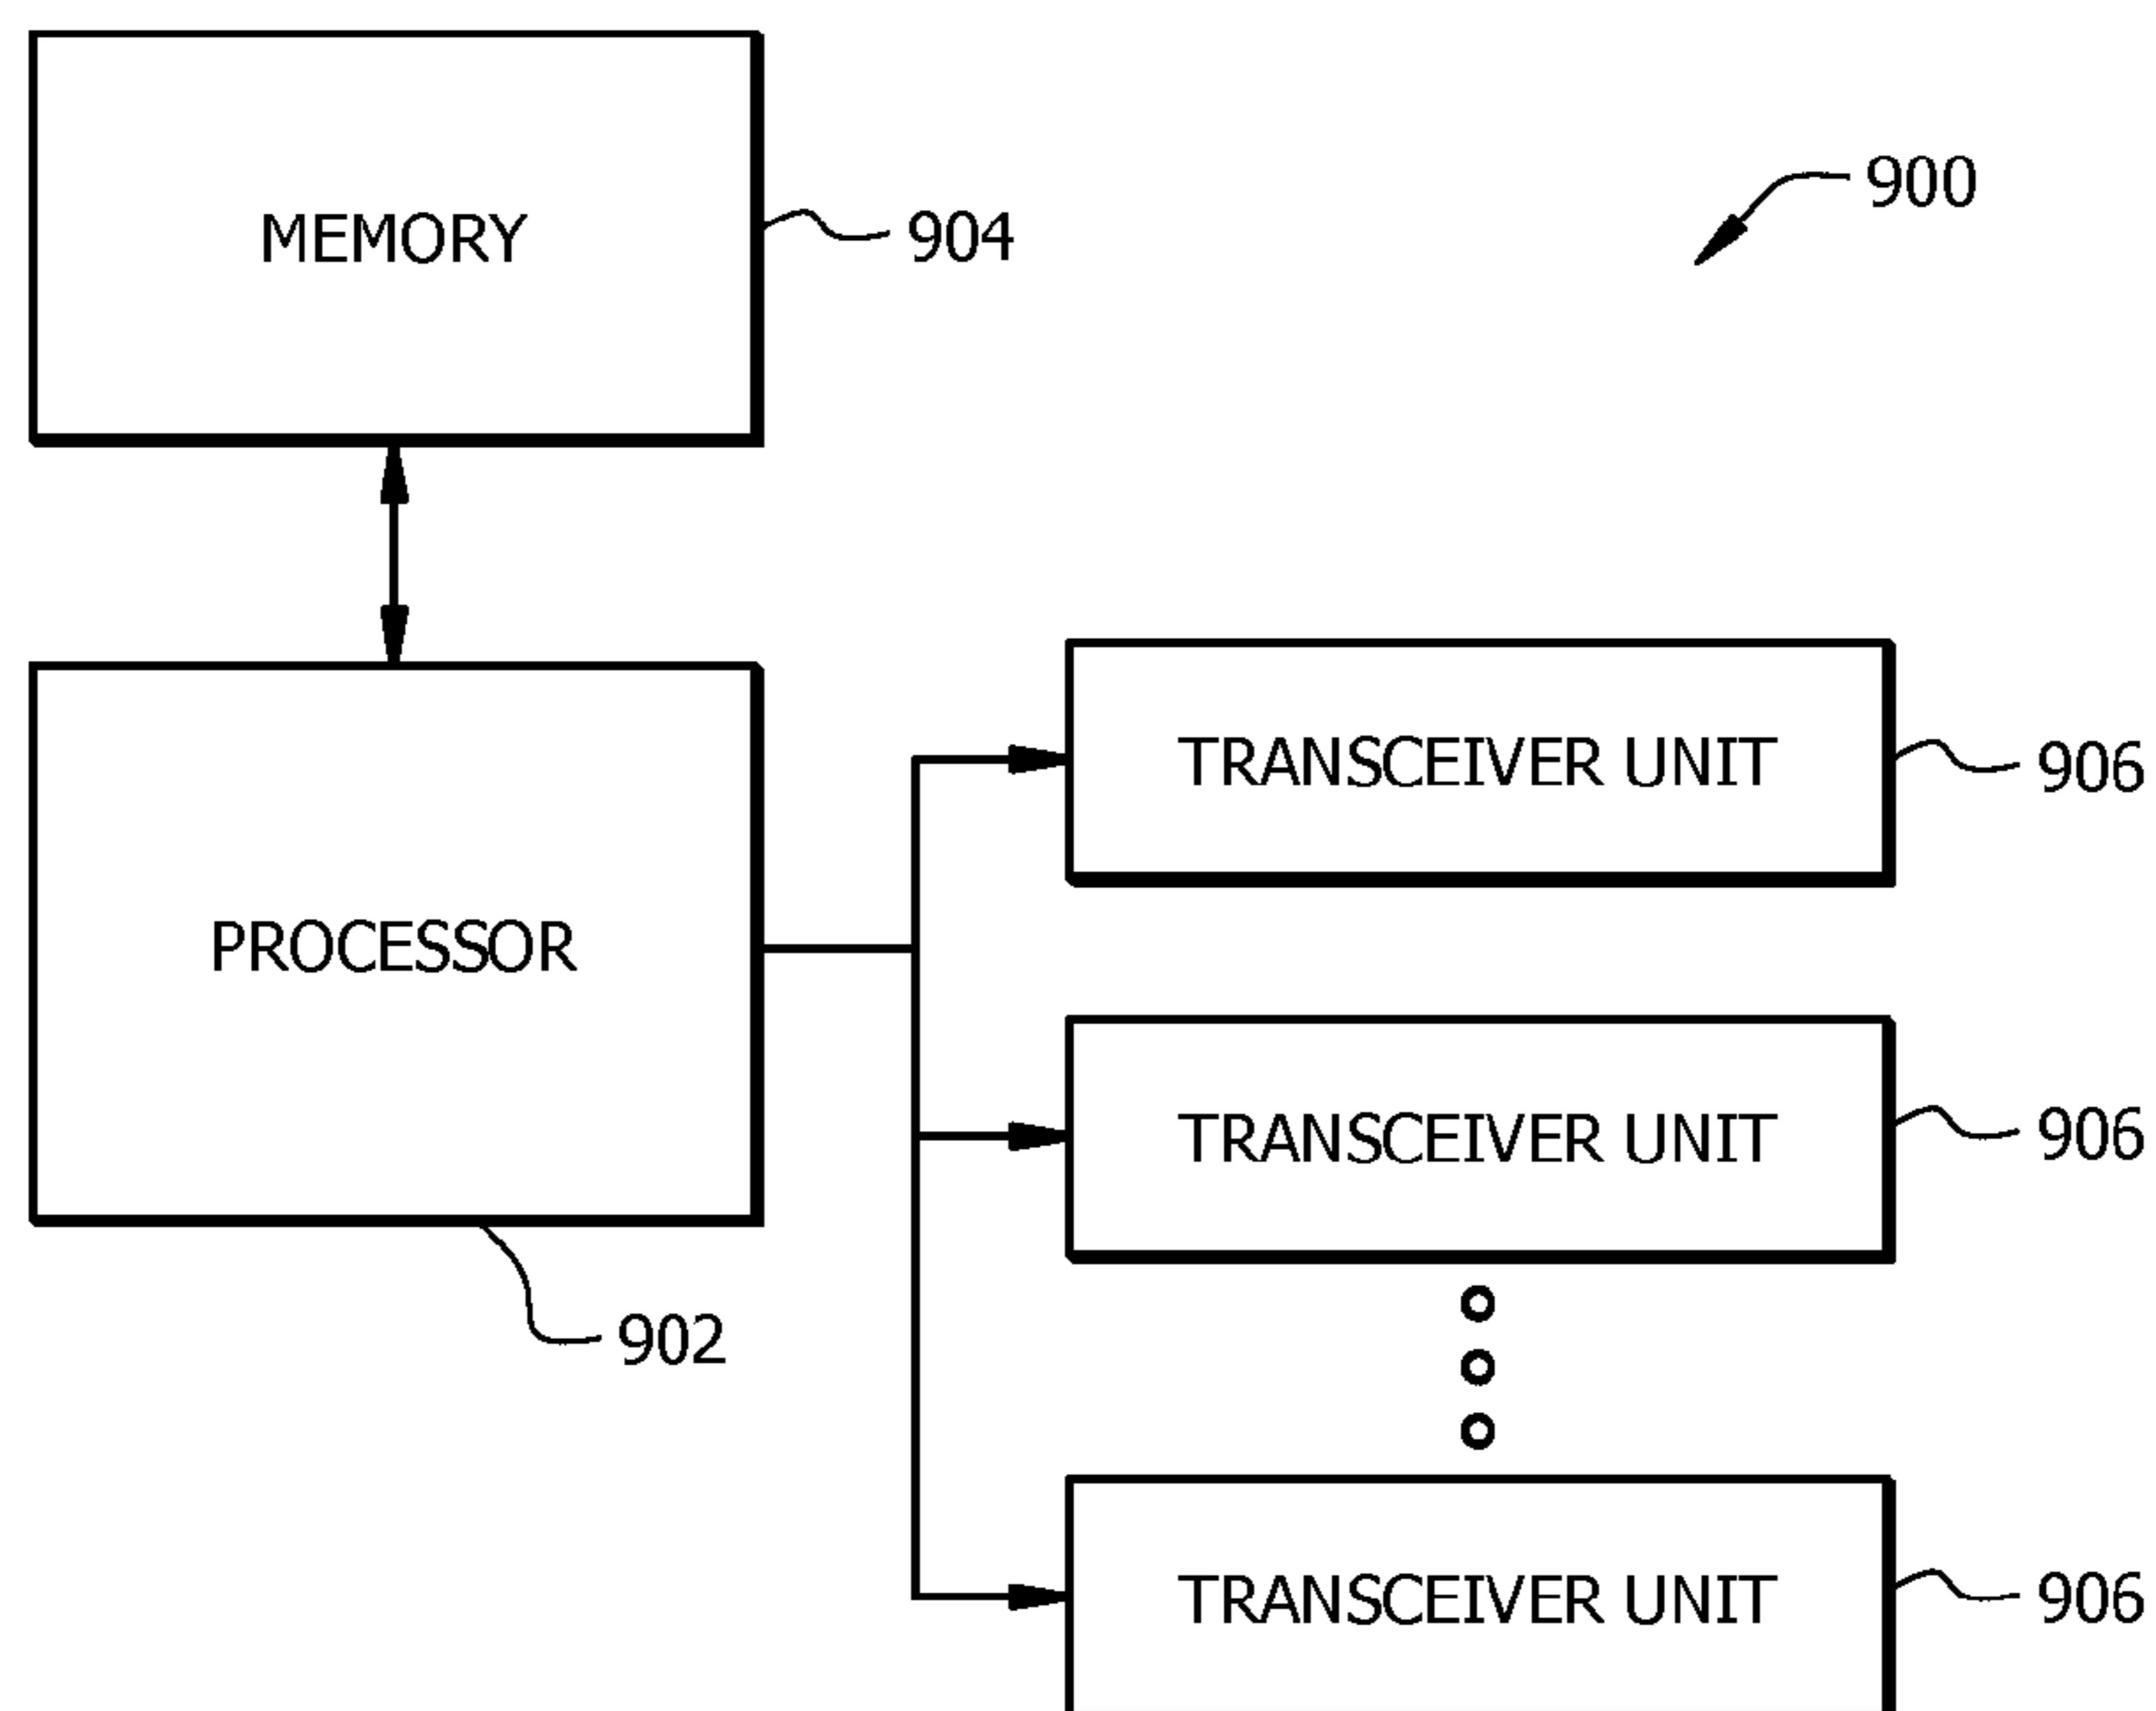 900
MEMORY
904
TRANSCEIVER UNIT
906
PROCESSOR
TRANSCEIVER UNIT
906
902
TRANSCEIVER UNIT
906